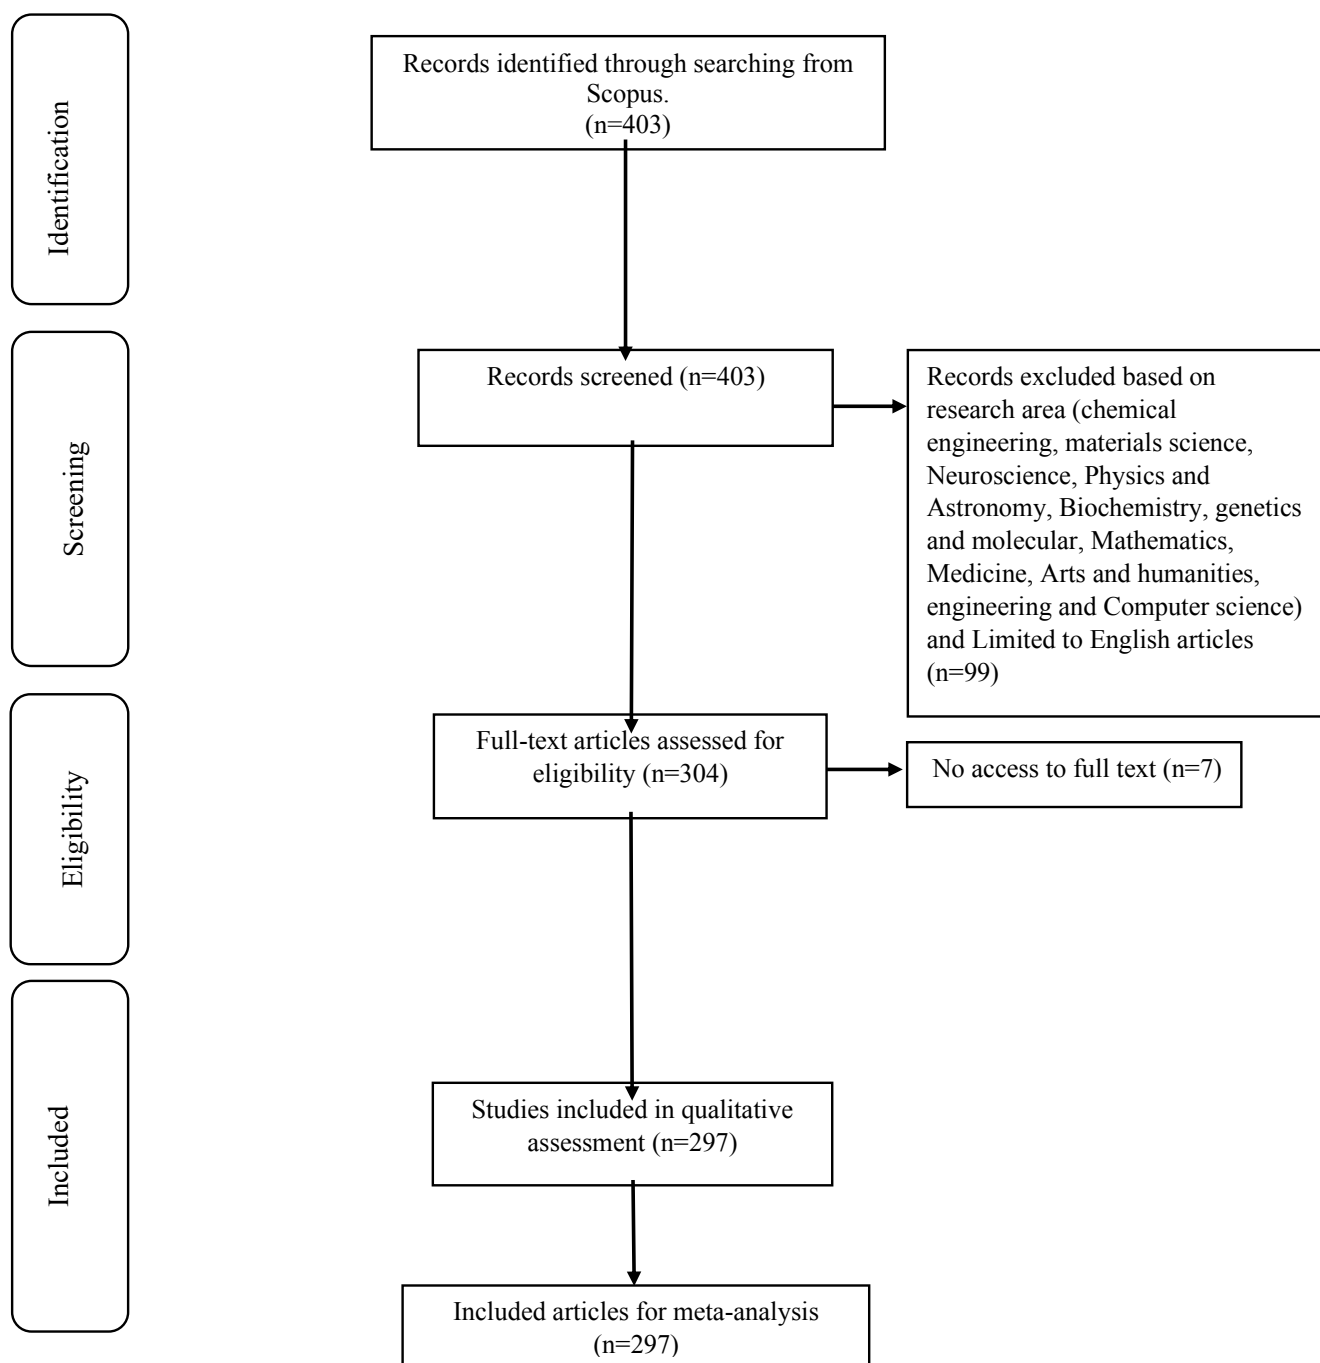 Identification
Records identified through searching from
Scopus.
(n=403)
Screening
Records screened (n=403)
Records excluded based on
research area (chemical
engineering, materials science,
Neuroscience, Physics and
Astronomy, Biochemistry, genetics
and molecular, Mathematics,
Medicine, Arts and humanities,
engineering and Computer science)
and Limited to English articles
(n=99)
Eligibility
Full-text articles assessed for
eligibility (n=304)
No access to full text (n=7)
Included
Studies included in qualitative
assessment (n=297)
Included articles for meta-analysis
(n=297)